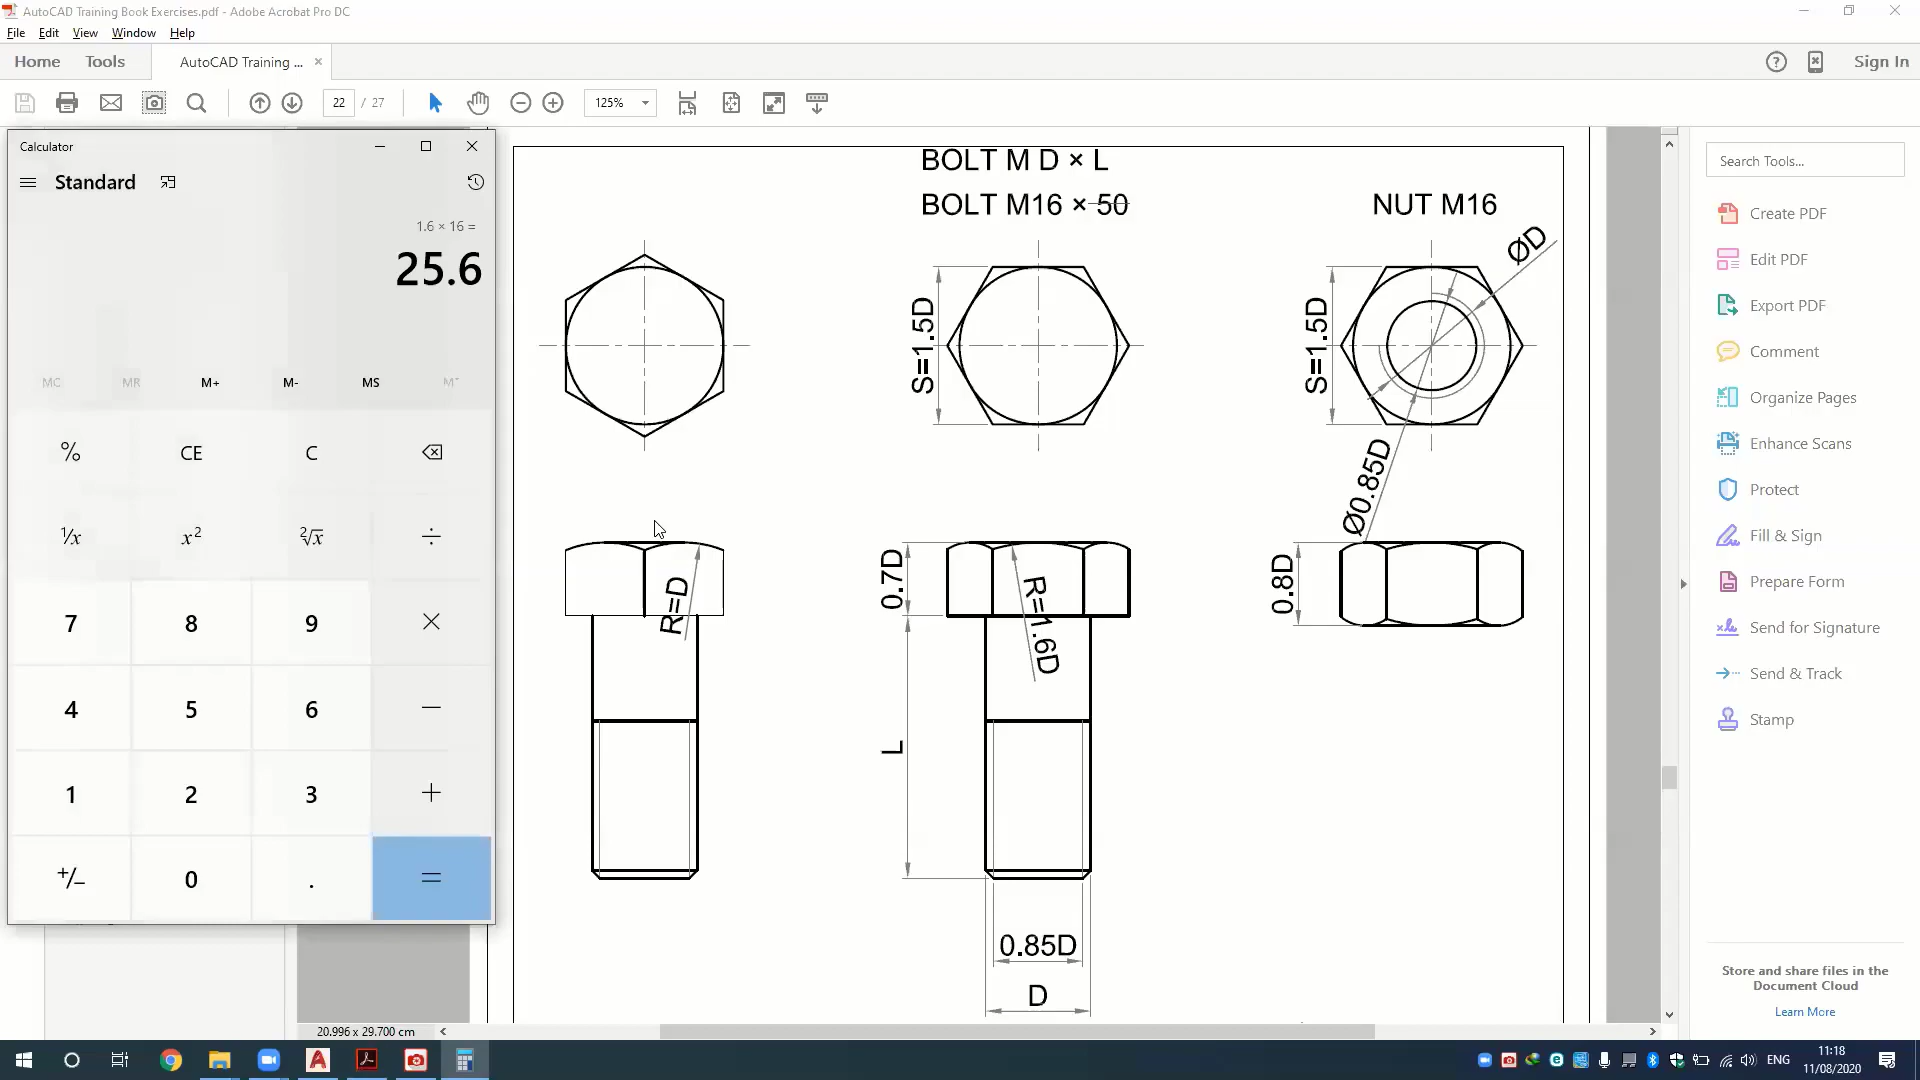 AutoCAD Training Book Exercises.pdf - Adobe Acrobat Pro DC
File Edit View Window Help
Home Tools AutoCAD Training ... × Sign In
22 / 27 125%
Calculator
Standard
1.6 × 16 =
25.6
MC MR M+ M- MS
% CE C
¹/x x² ²√x ÷
7 8 9 ×
4 5 6 −
1 2 3 +
+/− 0 . =
BOLT M D × L
BOLT M16 × 50
NUT M16
S=1.5D
S=1.5D
ØD
Ø0.85D
R=D
0.7D
R=1.6D
0.8D
L
0.85D
D
Search Tools...
Create PDF
Edit PDF
Export PDF
Comment
Organize Pages
Enhance Scans
Protect
Fill & Sign
Prepare Form
Send for Signature
Send & Track
Stamp
Store and share files in the
Document Cloud
Learn More
20.996 x 29.700 cm
ENG
11:18
11/08/2020